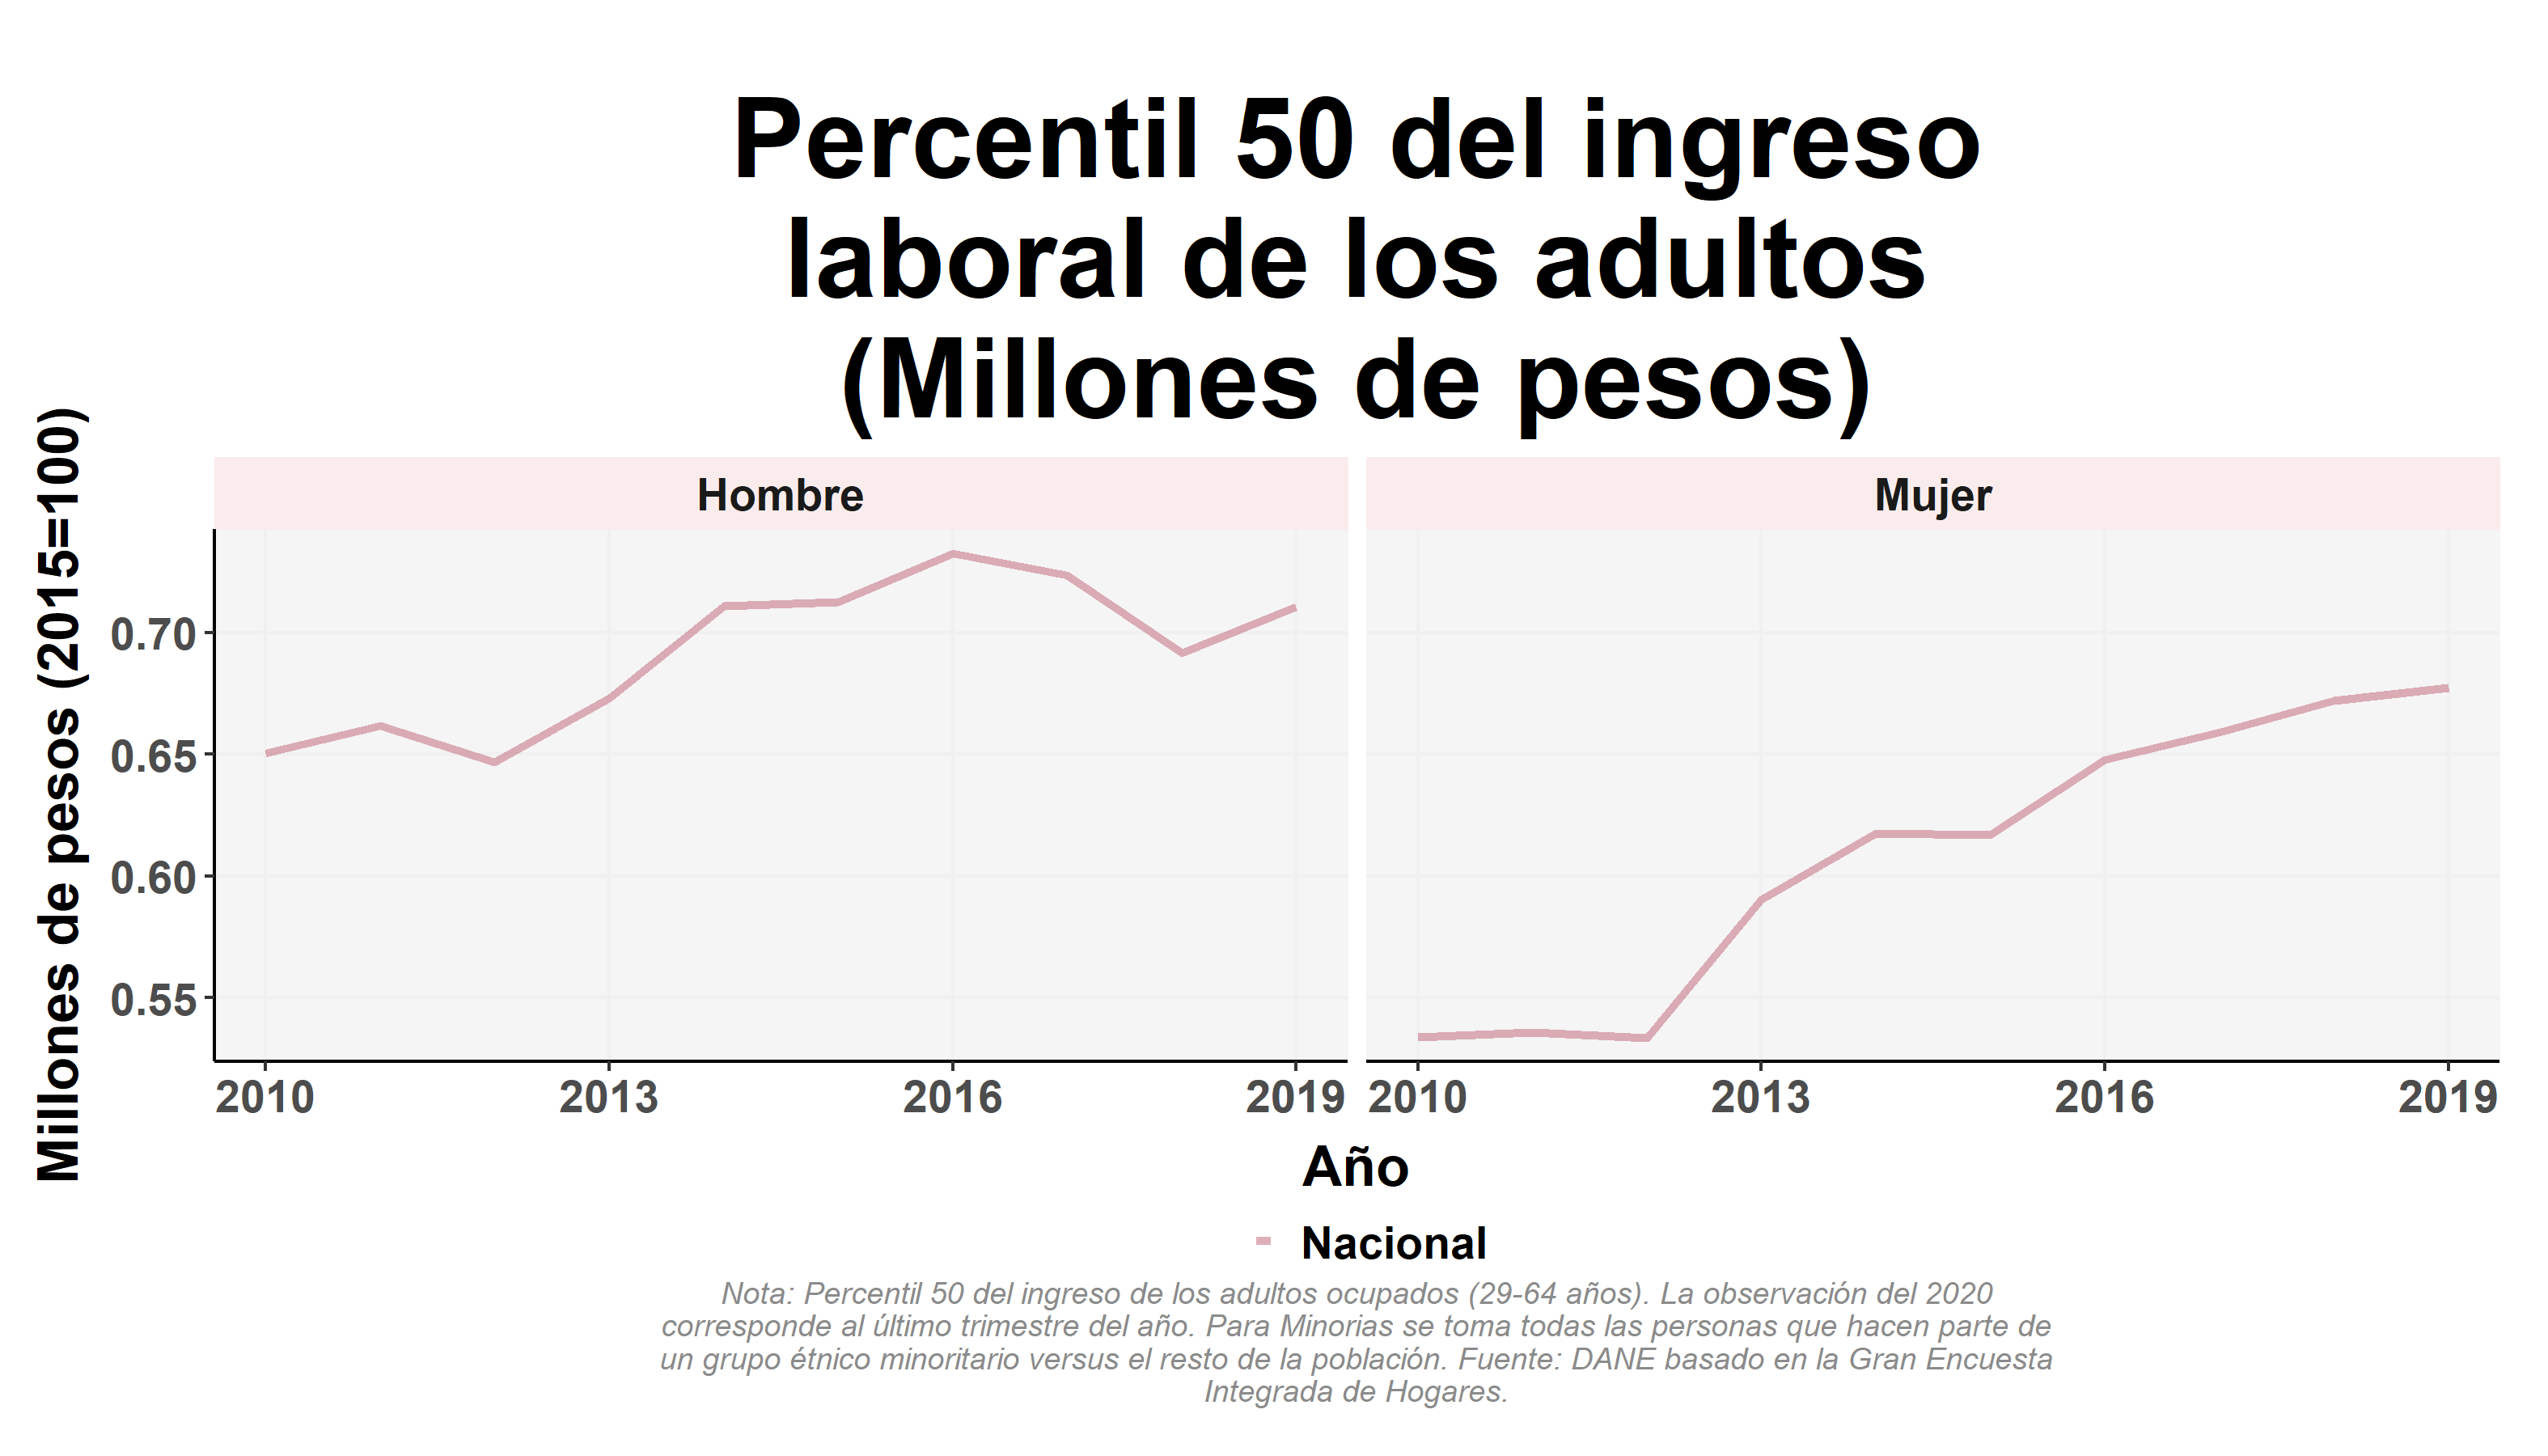 Percentil 50 del ingreso
laboral de los adultos
(Millones de pesos)
Millones de pesos (2015=100)
Hombre
Mujer
0.70
0.65
0.60
0.55
2010
2013
2016
2019
2010
2013
2016
2019
Año
Nacional
Nota: Percentil 50 del ingreso de los adultos ocupados (29-64 años). La observación del 2020
corresponde al último trimestre del año. Para Minorias se toma todas las personas que hacen parte de
un grupo étnico minoritario versus el resto de la población. Fuente: DANE basado en la Gran Encuesta
Integrada de Hogares.